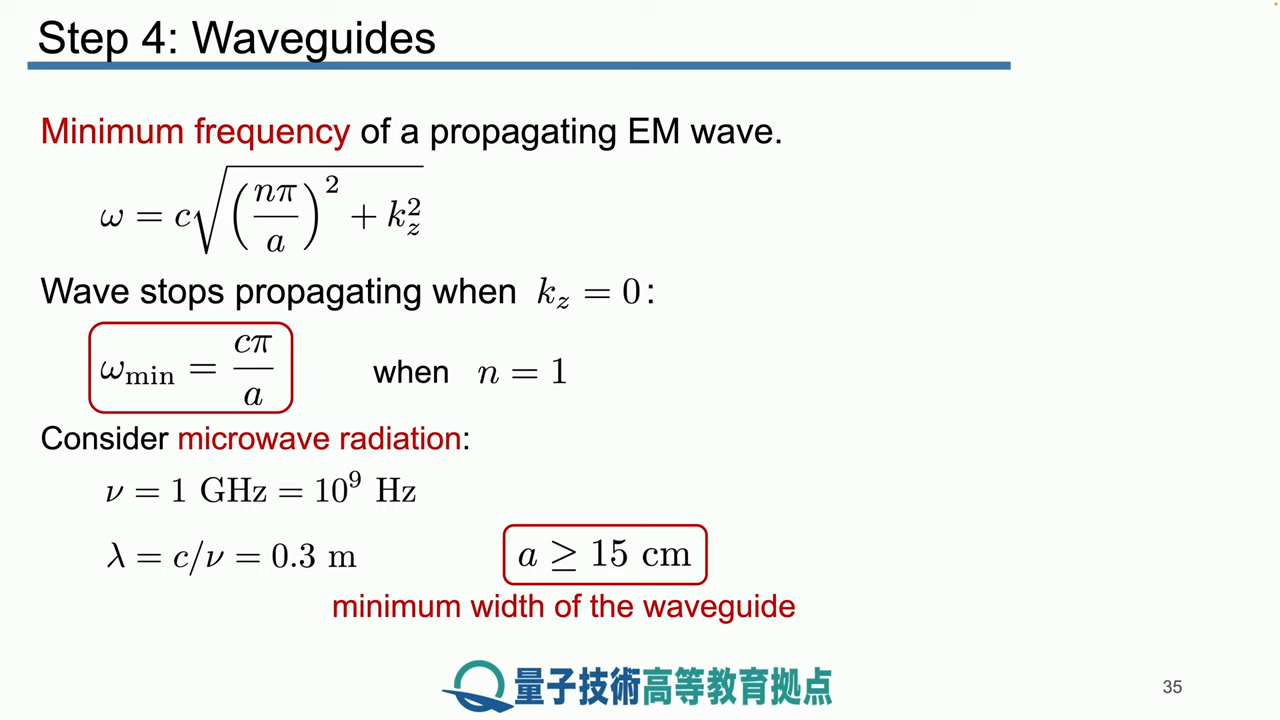 Step 4: Waveguides
Minimum frequency of a propagating EM wave.
ω = c√((nπ/a)² + k_z²)
Wave stops propagating when k_z = 0:
ω_min = cπ/a when n = 1
Consider microwave radiation:
ν = 1 GHz = 10⁹ Hz
λ = c/ν = 0.3 m a ≥ 15 cm
minimum width of the waveguide
量子技術高等教育拠点
35